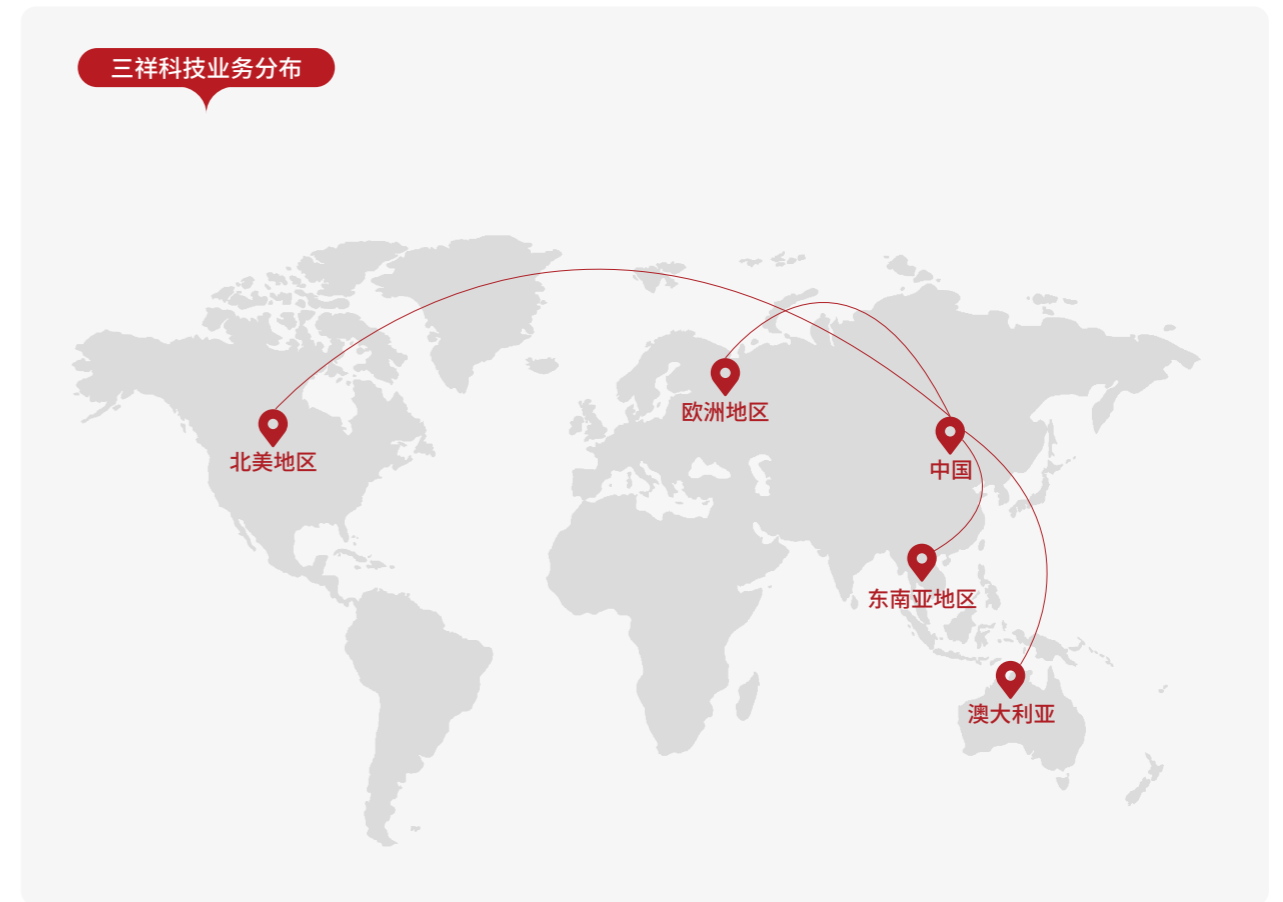 三祥科技业务分布
欧洲地区
北美地区
中国
东南亚地区
澳大利亚